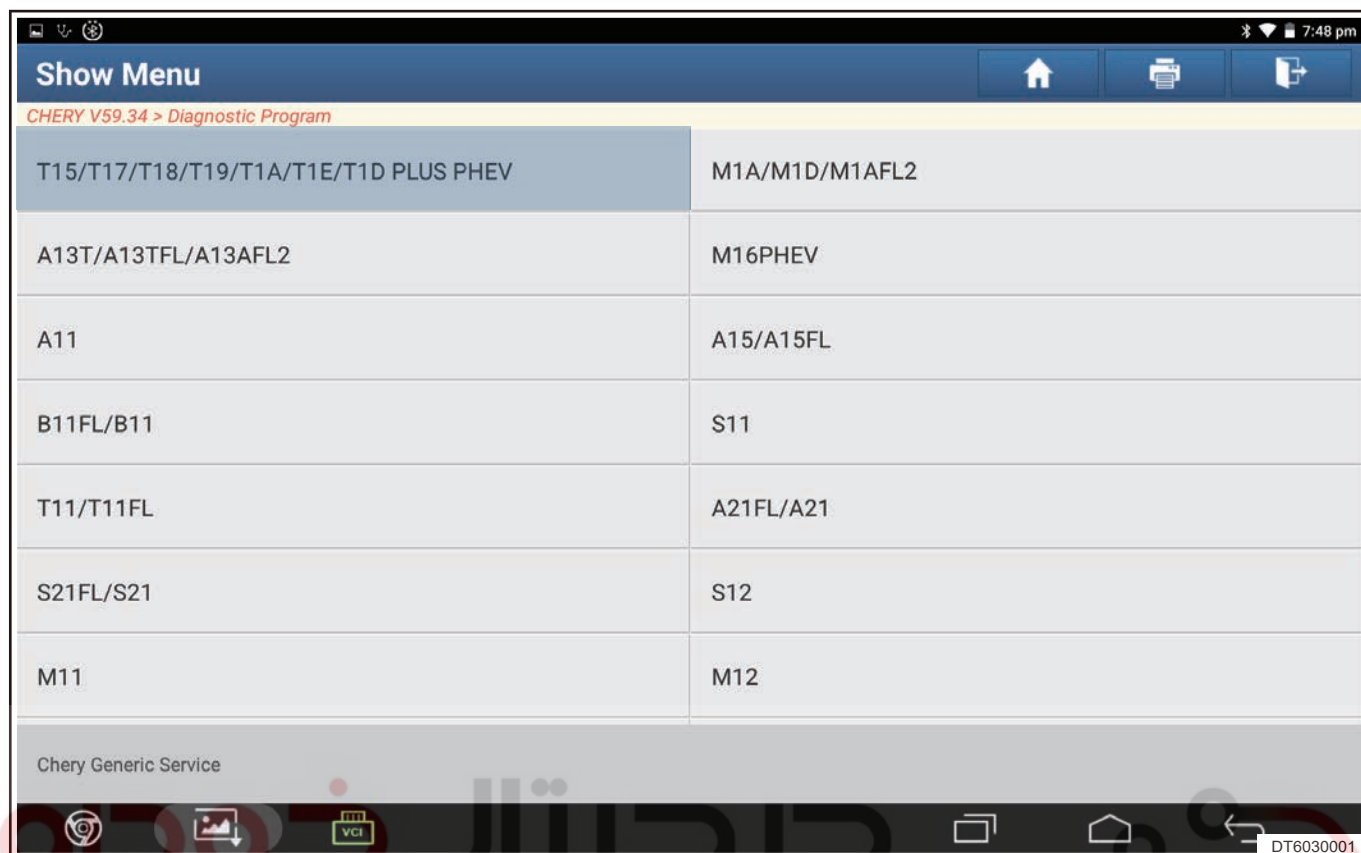 7:48 pm
Show Menu
CHERY V59.34 > Diagnostic Program
T15/T17/T18/T19/T1A/T1E/T1D PLUS PHEV
M1A/M1D/M1AFL2
A13T/A13TFL/A13AFL2
M16PHEV
A11
A15/A15FL
B11FL/B11
S11
T11/T11FL
A21FL/A21
S21FL/S21
S12
M11
M12
Chery Generic Service
VCI
DT6030001